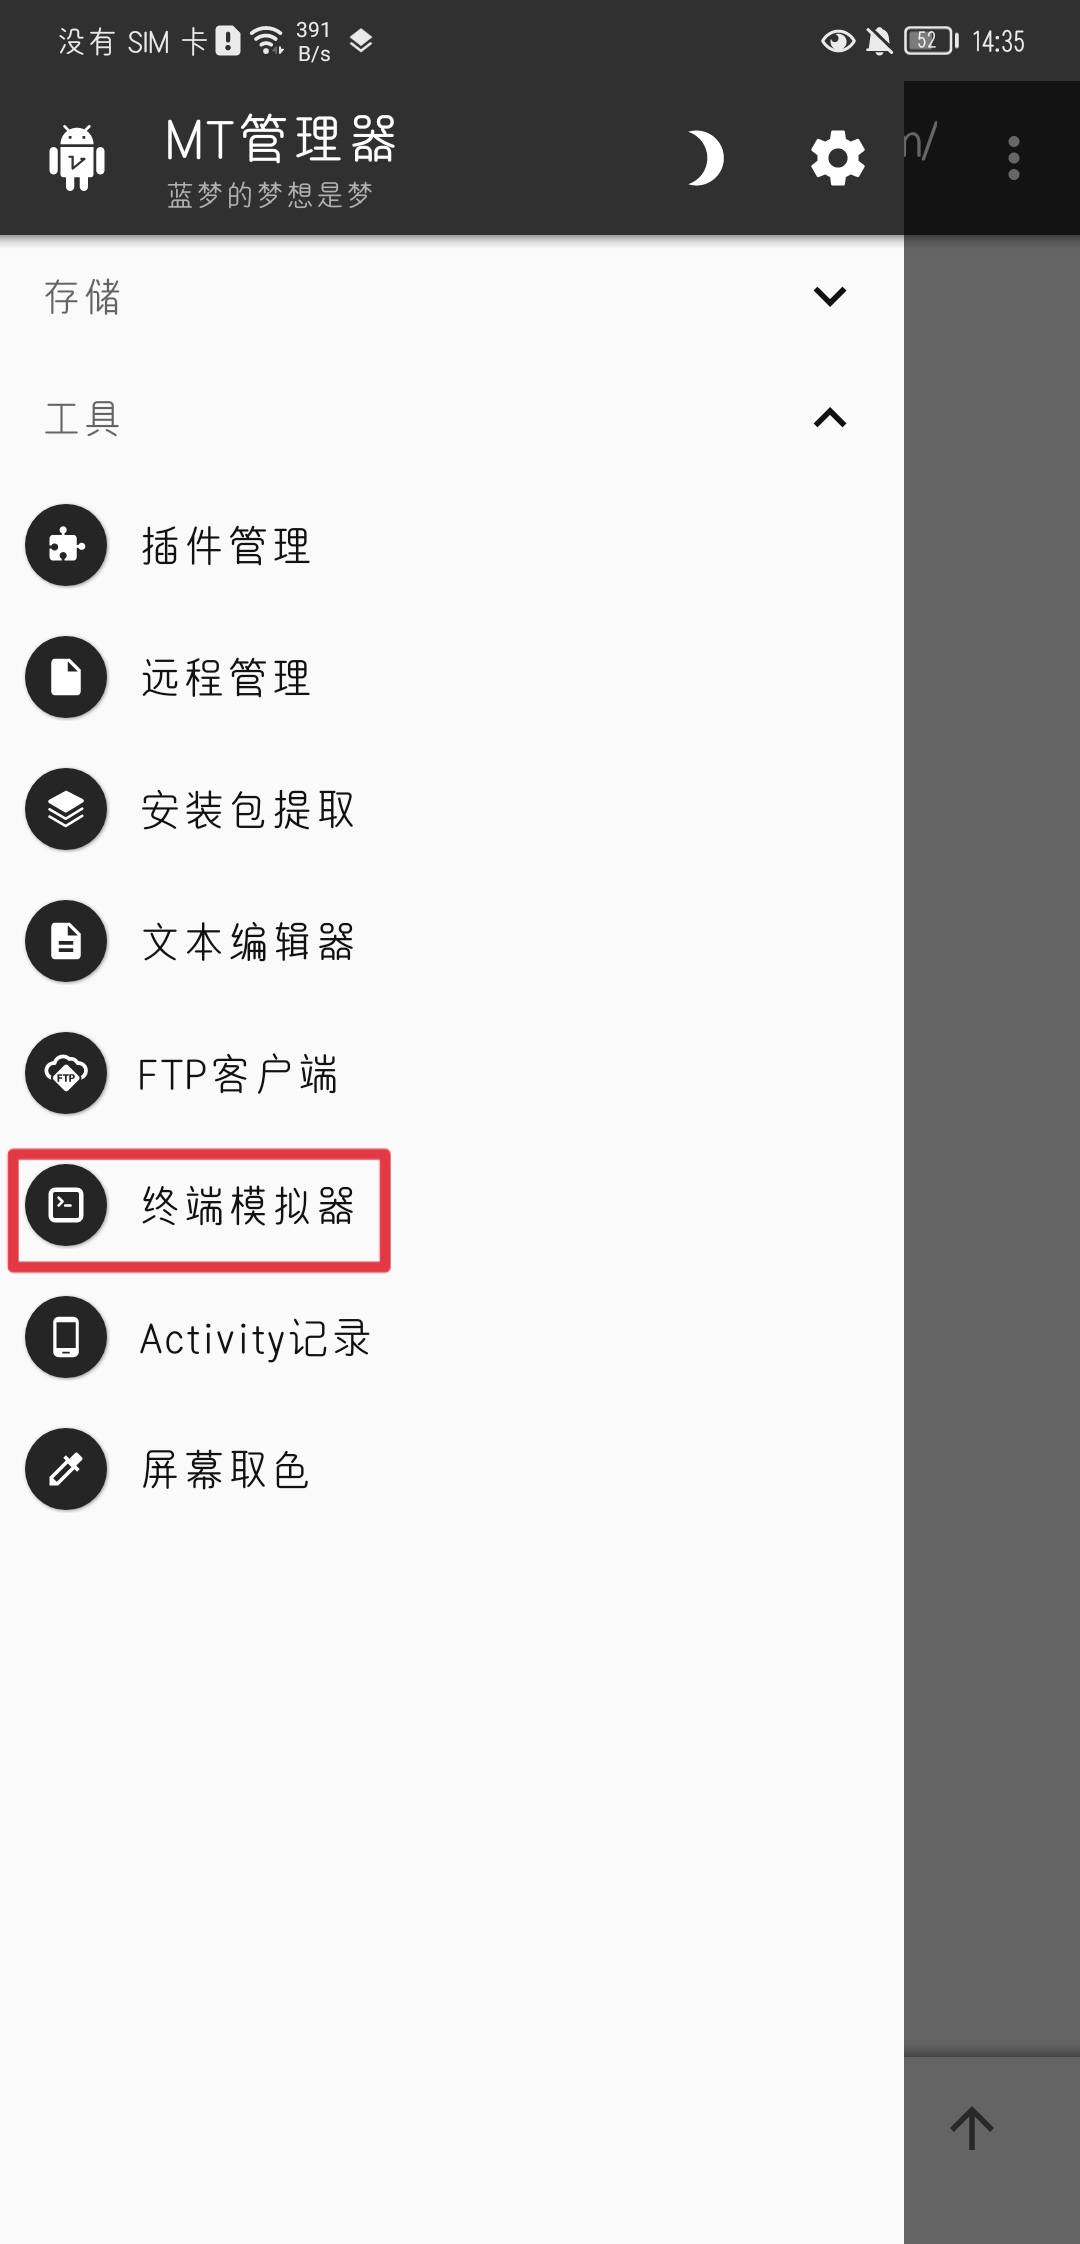 没有 SIM 卡 391 B/s 52 14:35
MT管理器
蓝梦的梦想是梦
存储
工具
插件管理
远程管理
安装包提取
文本编辑器
FTP客户端
终端模拟器
Activity记录
屏幕取色